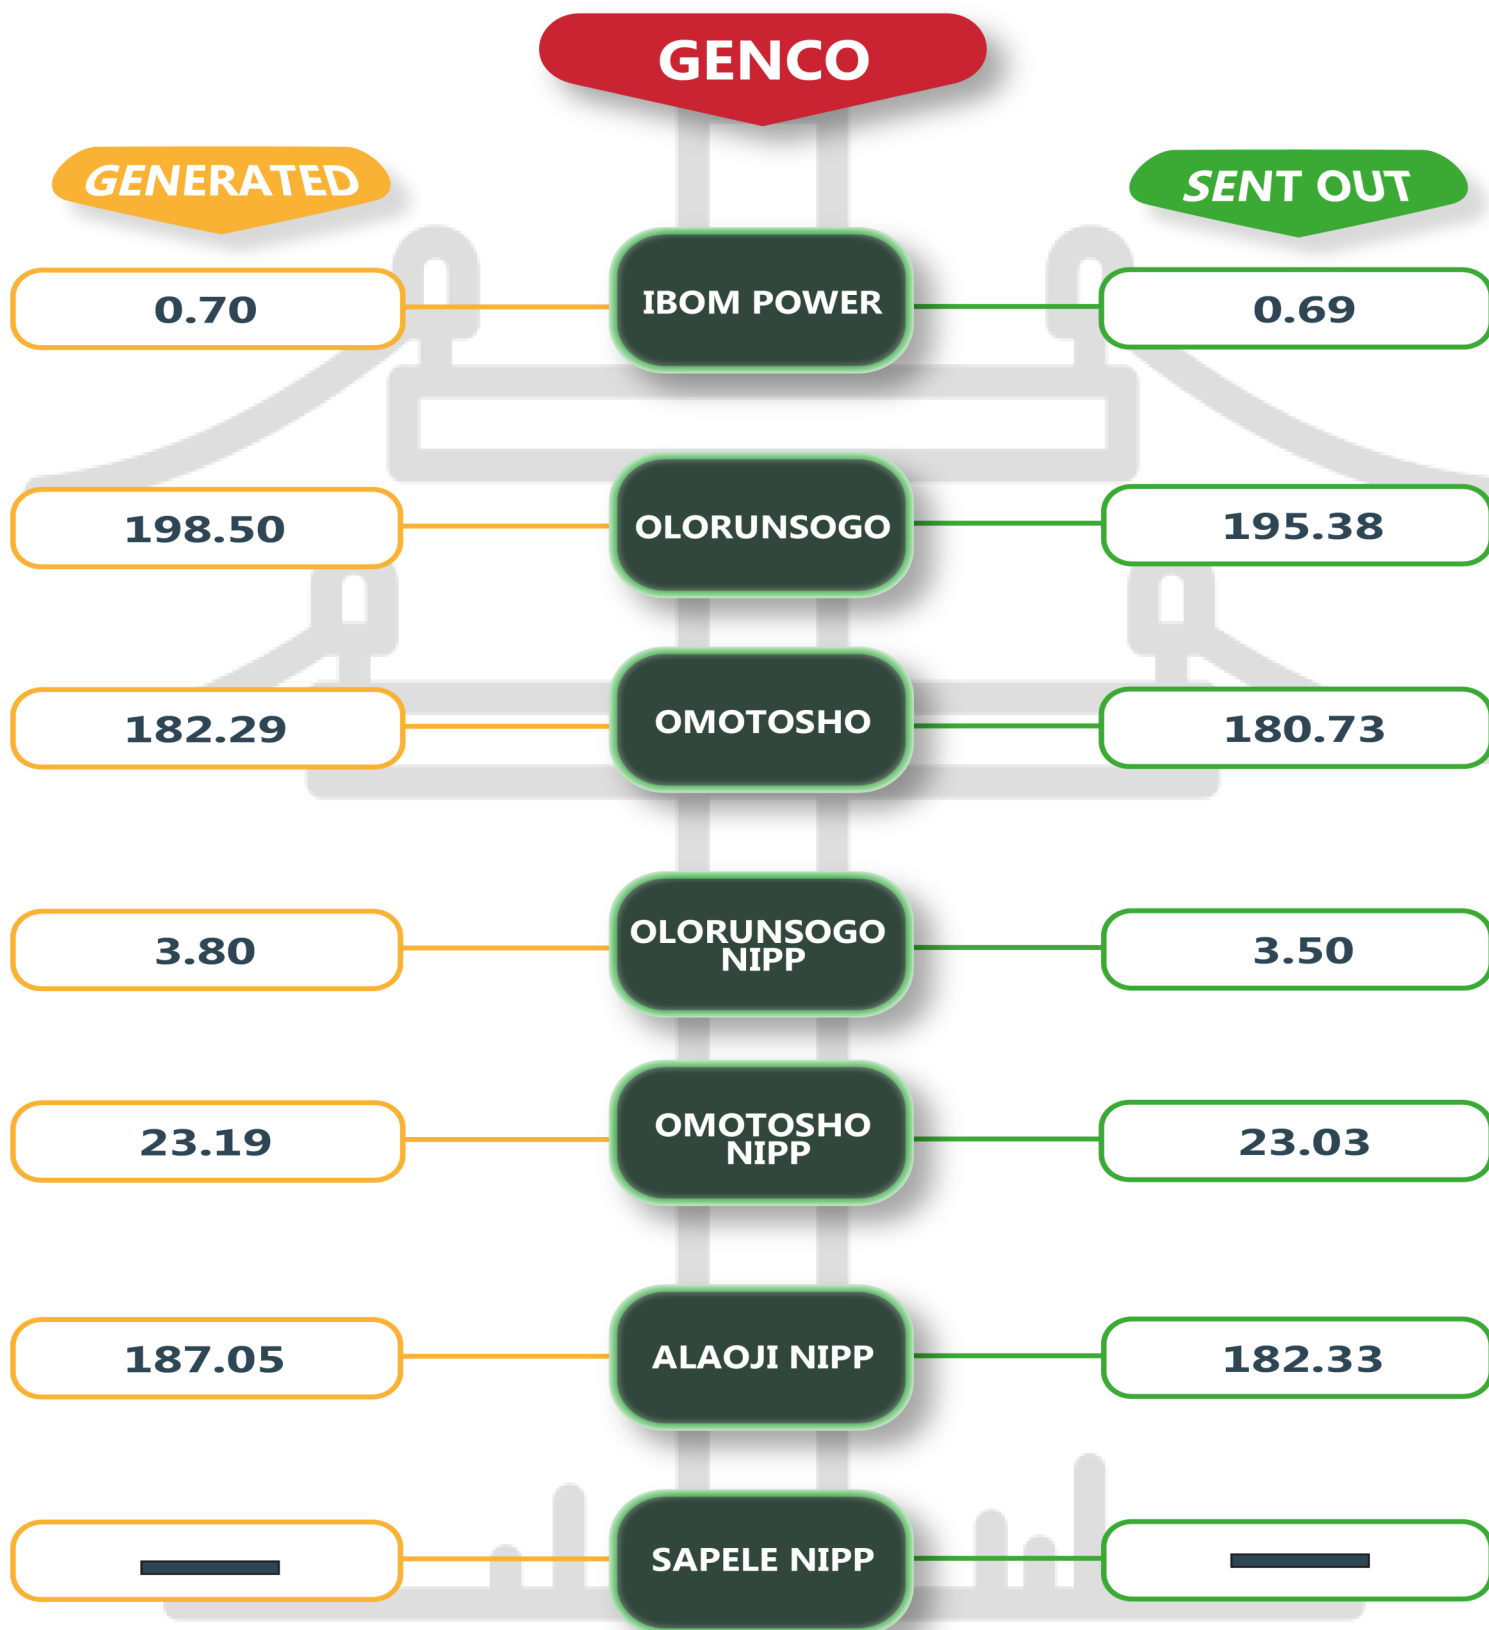 GENCO
GENERATED
SENT OUT
0.70
IBOM POWER
0.69
198.50
OLORUNSOGO
195.38
182.29
OMOTOSHO
180.73
3.80
OLORUNSOGO
NIPP
3.50
23.19
OMOTOSHO
NIPP
23.03
187.05
ALAOJI NIPP
182.33
SAPELE NIPP